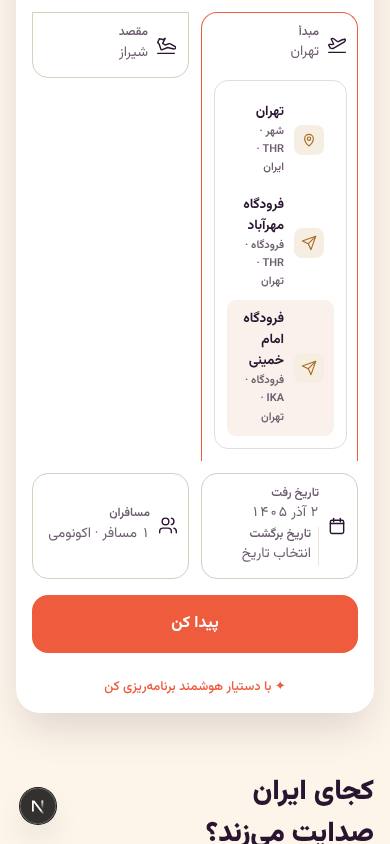 مبدأ
تهران
مقصد
شیراز
تهران
شهر ·
THR ·
ایران
فرودگاه
مهرآباد
فرودگاه ·
THR ·
تهران
فرودگاه
امام
خمینی
فرودگاه ·
IKA ·
تهران
تاریخ رفت
۲ آذر ۱۴۰۵
تاریخ برگشت
انتخاب تاریخ
مسافران
۱ مسافر · اکونومی
پیدا کن
✦ با دستیار هوشمند برنامه‌ریزی کن
کجای ایران
صدایت می‌زند؟
N